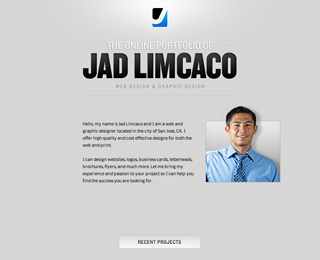 THE ONLINE PORTFOLIO OF
JAD LIMCACO
WEB DESIGN & GRAPHIC DESIGN
Hello, my name is Jad Limcaco and I am a web and
graphic designer located in the city of San Jose, CA. I
offer high-quality and cost effective designs for both the
web and print.
I can design websites, logos, business cards, letterheads,
brochures, flyers, and much more. Let me bring my
experience and passion to your project so I can help you
find the success you are looking for.
RECENT PROJECTS